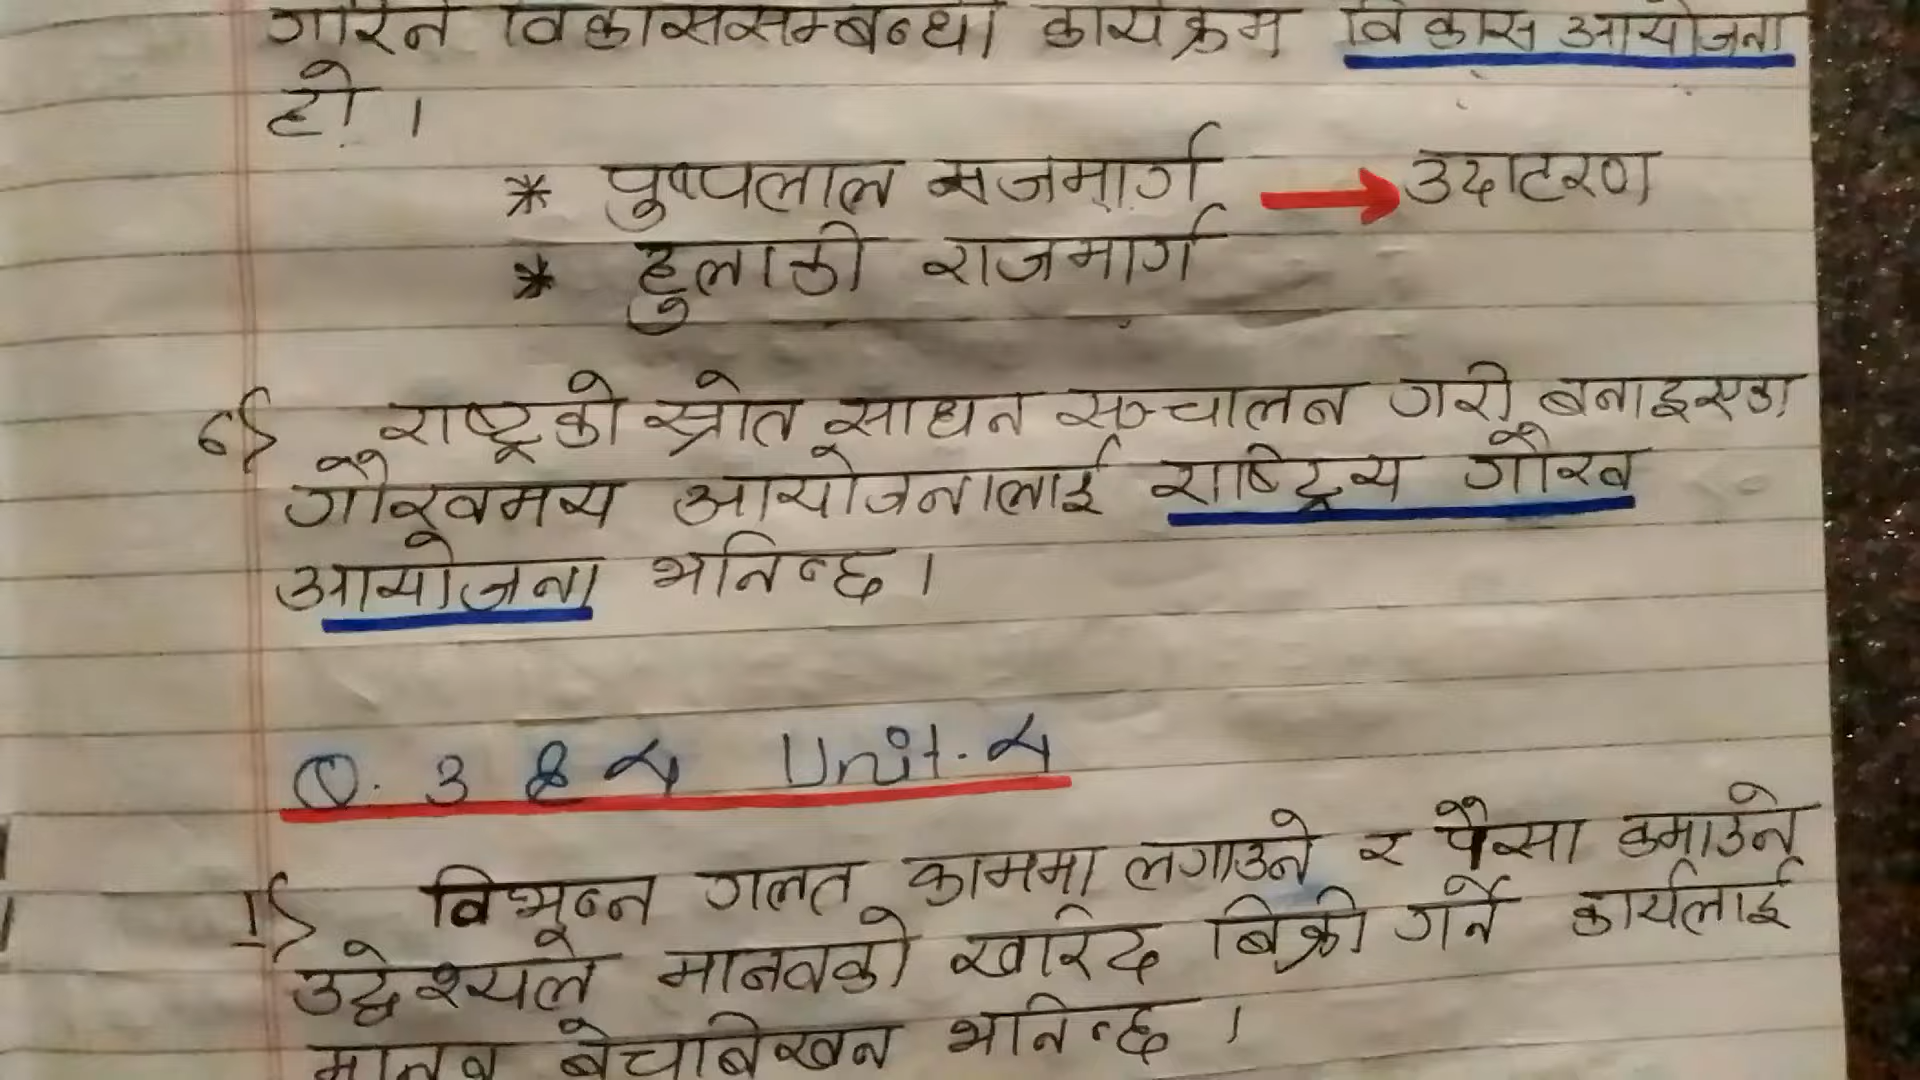 गरिने विकाससम्बन्धी कार्यक्रम विकास आयोजना
हो ।
* पुष्पलाल राजमार्ग → उदाहरण
* हुलाकी राजमार्ग
राष्ट्रको स्रोत साधन सञ्चालन गरी बनाइएका
गौरवमय आयोजनालाई राष्ट्रिय गौरव
आयोजना भनिन्छ ।
Q. 3 & 4 Unit. 4
1) विभिन्न गलत काममा लगाउने र पैसा कमाउने
उद्देश्यले मानवको खरिद बिक्री गर्ने कार्यलाई
मानव बेचबिखन भनिन्छ ।